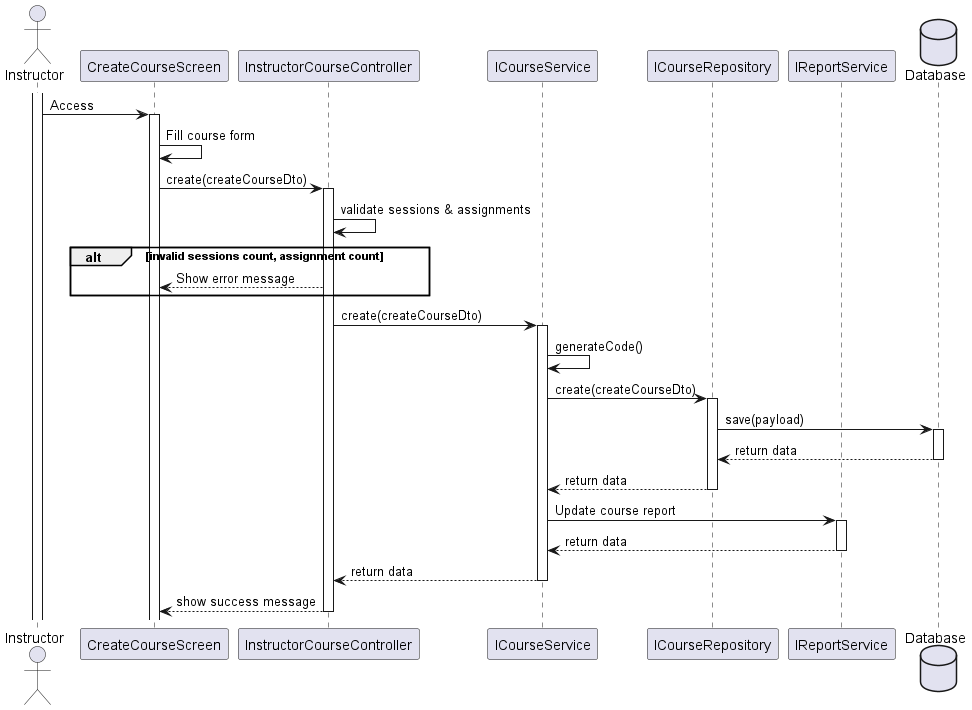 Instructor
CreateCourseScreen
InstructorCourseController
ICourseService
ICourseRepository
IReportService
Database
Access
Fill course form
create(createCourseDto)
validate sessions & assignments
alt
[invalid sessions count, assignment count]
Show error message
create(createCourseDto)
generateCode()
create(createCourseDto)
save(payload)
return data
return data
Update course report
return data
return data
show success message
Instructor
CreateCourseScreen
InstructorCourseController
ICourseService
ICourseRepository
IReportService
Database